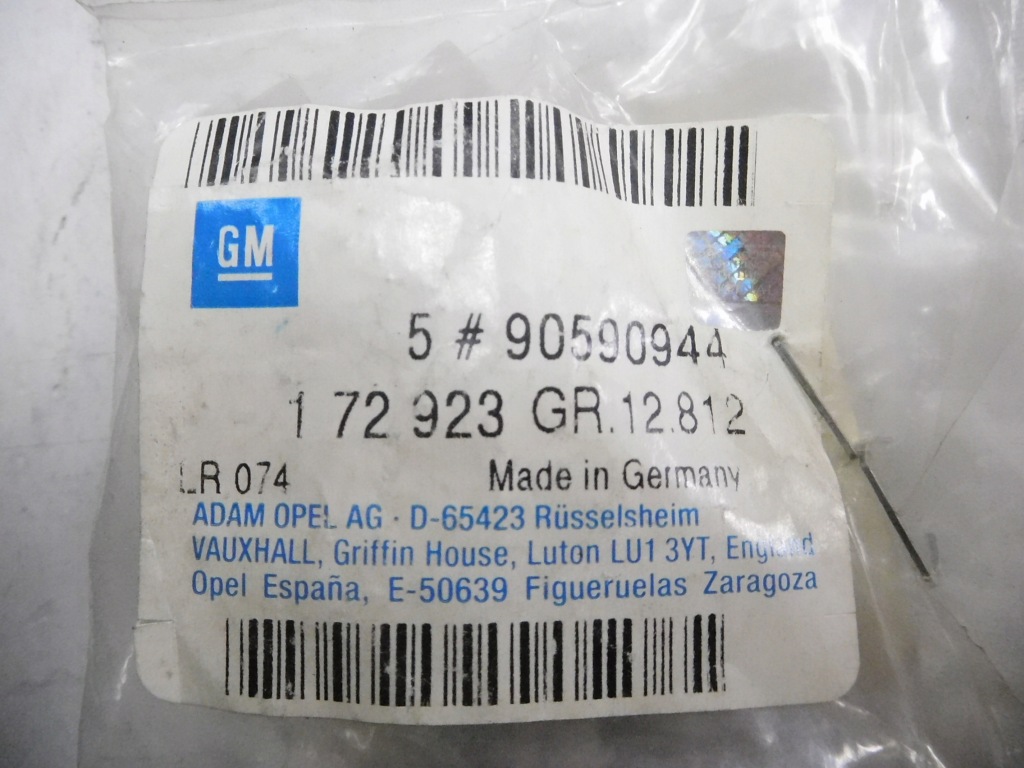 GM
5 # 90590944
1 72 923 GR.12.812
LR 074 Made in Germany
ADAM OPEL AG · D-65423 Rüsselsheim
VAUXHALL, Griffin House, Luton LU1 3YT, England
Opel España, E-50639 Figueruelas Zaragoza